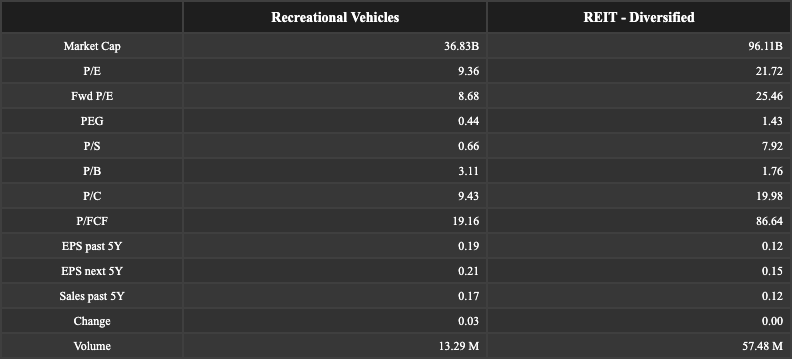 Recreational Vehicles REIT - Diversified
Market Cap 36.83B 96.11B
P/E 9.36 21.72
Fwd P/E 8.68 25.46
PEG 0.44 1.43
P/S 0.66 7.92
P/B 3.11 1.76
P/C 9.43 19.98
P/FCF 19.16 86.64
EPS past 5Y 0.19 0.12
EPS next 5Y 0.21 0.15
Sales past 5Y 0.17 0.12
Change 0.03 0.00
Volume 13.29 M 57.48 M